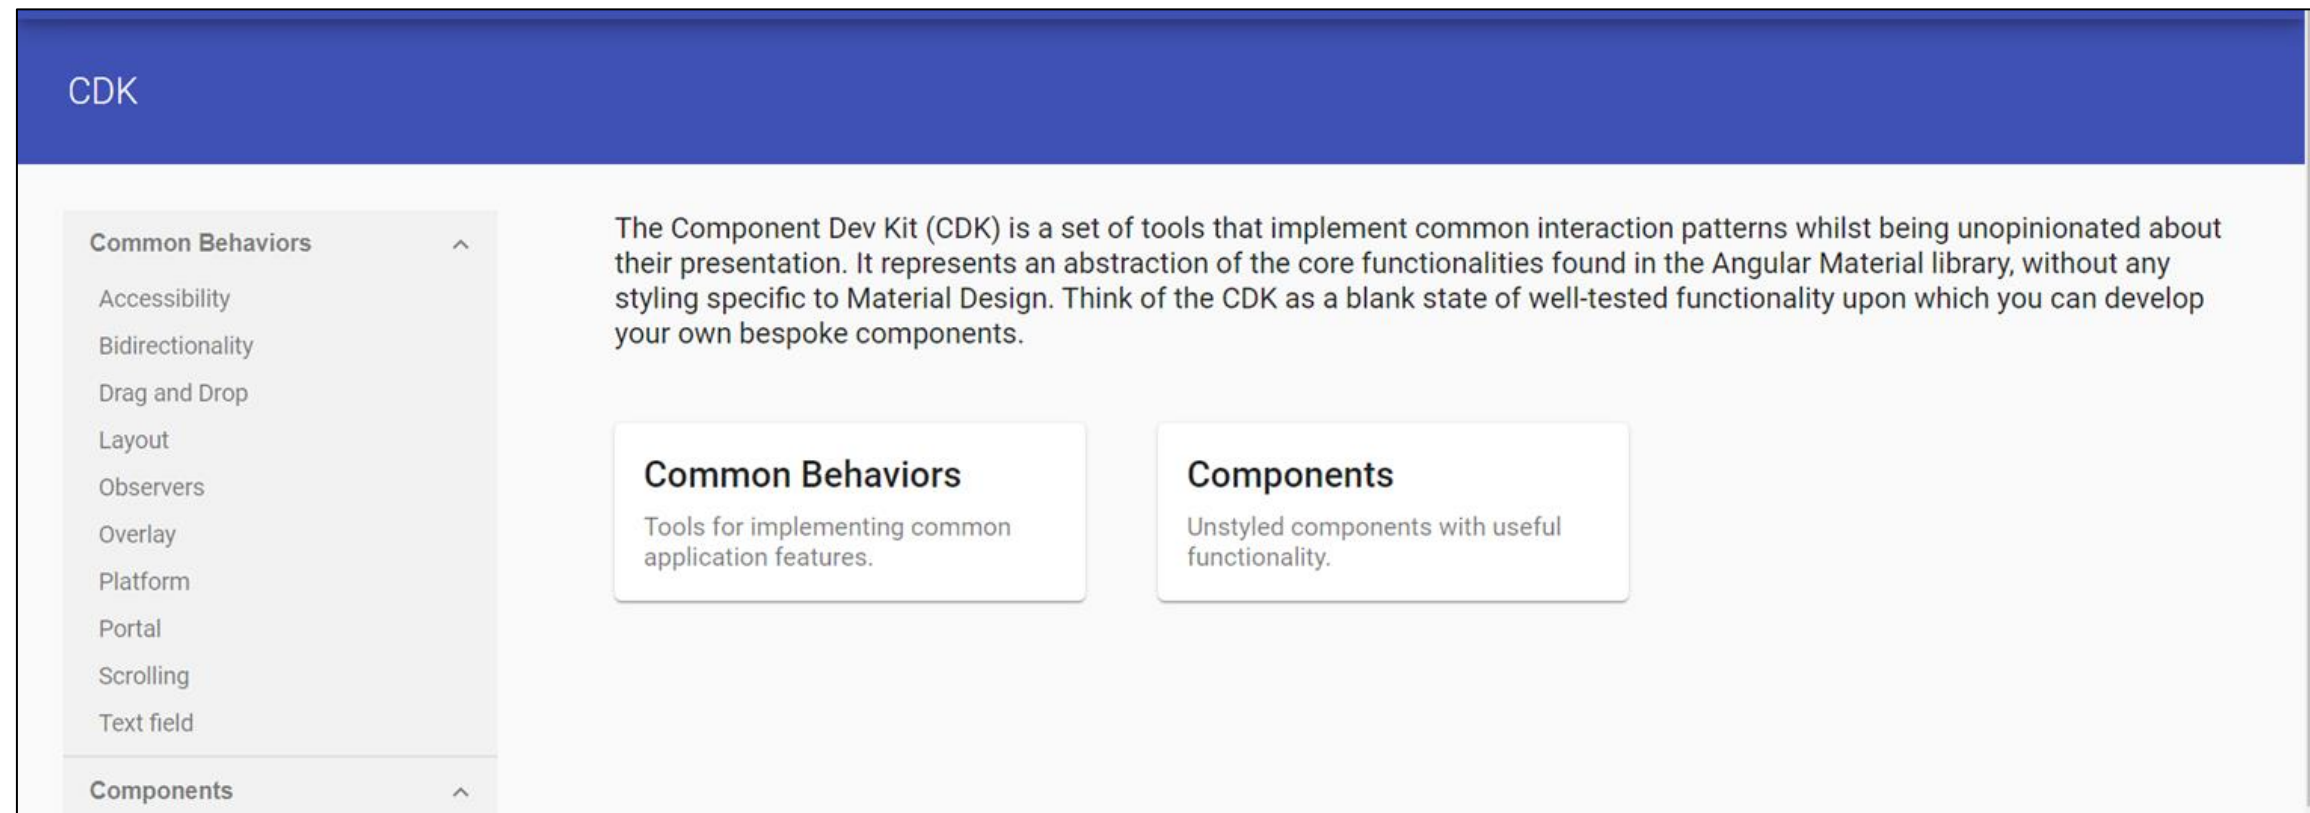 CDK
Common Behaviors
Accessibility
Bidirectionality
Drag and Drop
Layout
Observers
Overlay
Platform
Portal
Scrolling
Text field
Components
The Component Dev Kit (CDK) is a set of tools that implement common interaction patterns whilst being unopinionated about
their presentation. It represents an abstraction of the core functionalities found in the Angular Material library, without any
styling specific to Material Design. Think of the CDK as a blank state of well-tested functionality upon which you can develop
your own bespoke components.
Common Behaviors
Tools for implementing common
application features.
Components
Unstyled components with useful
functionality.